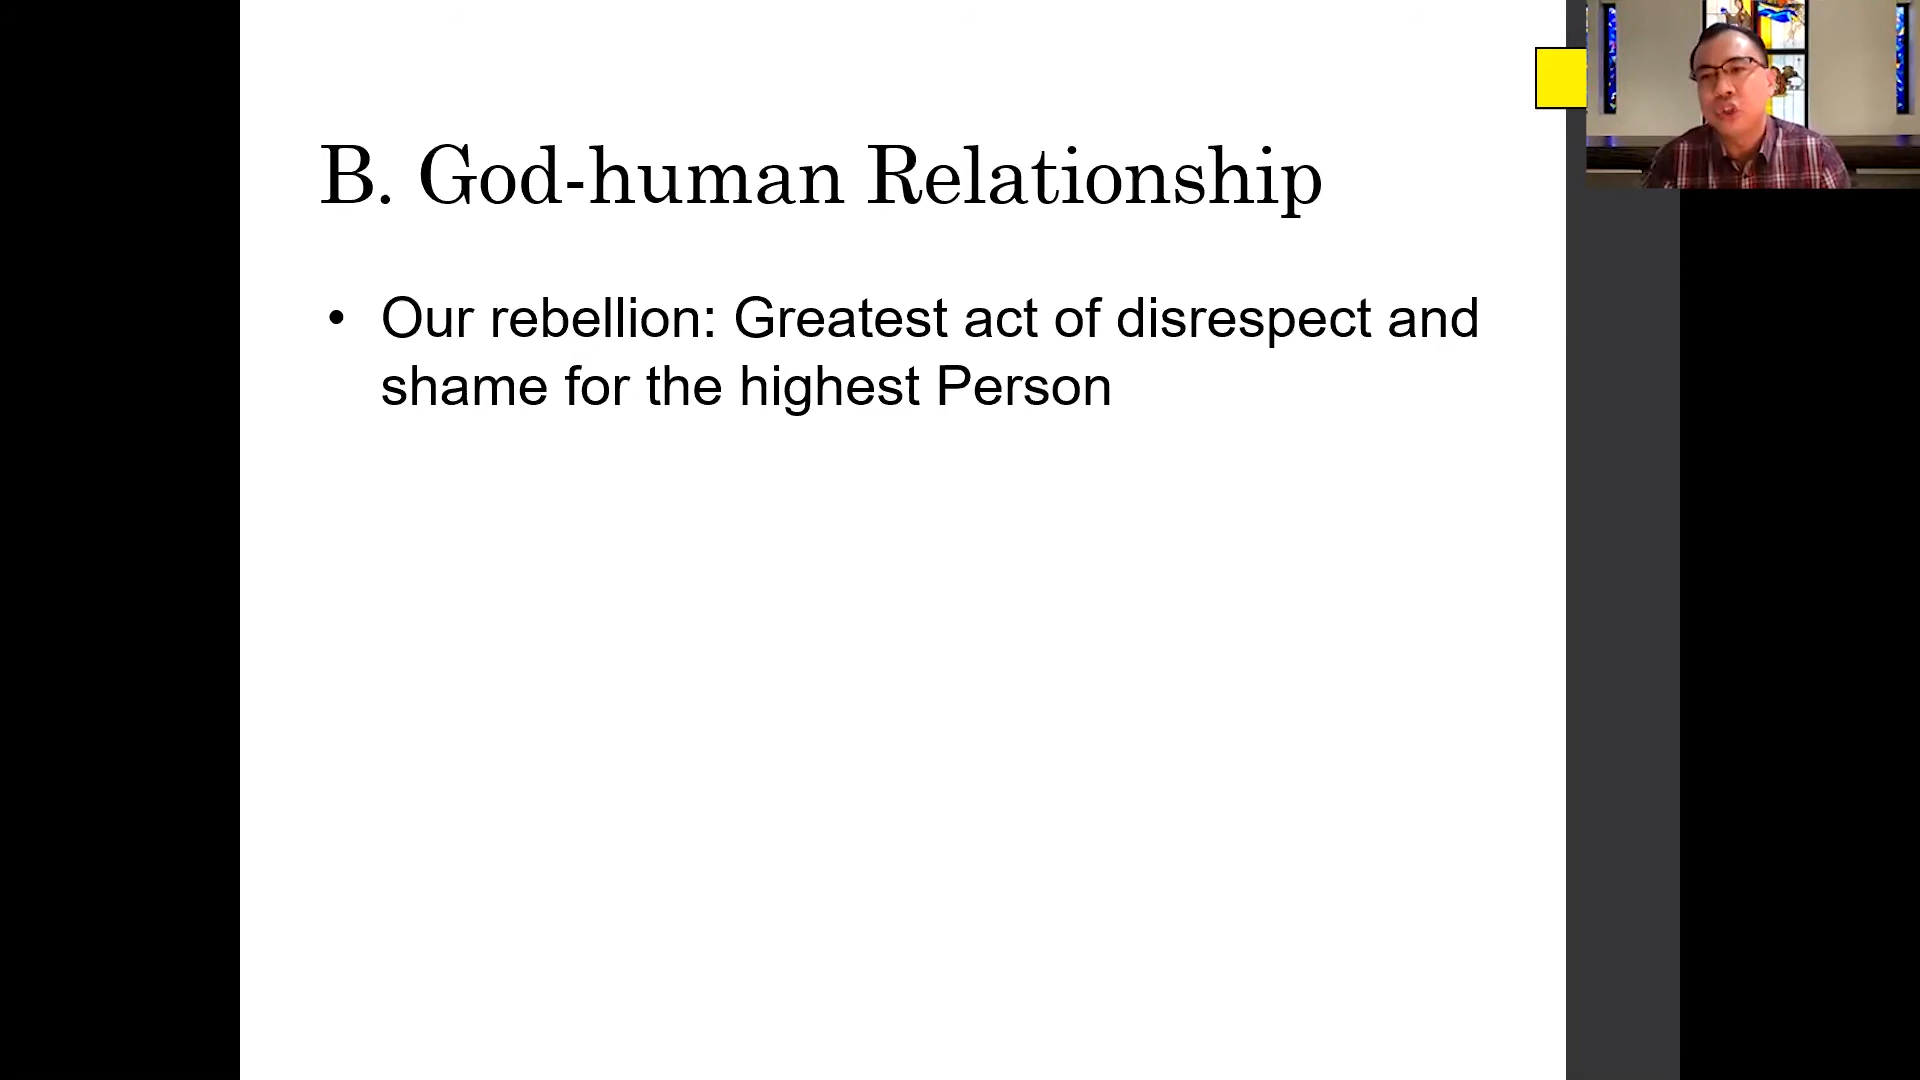 B. God-human Relationship
• Our rebellion: Greatest act of disrespect and
shame for the highest Person